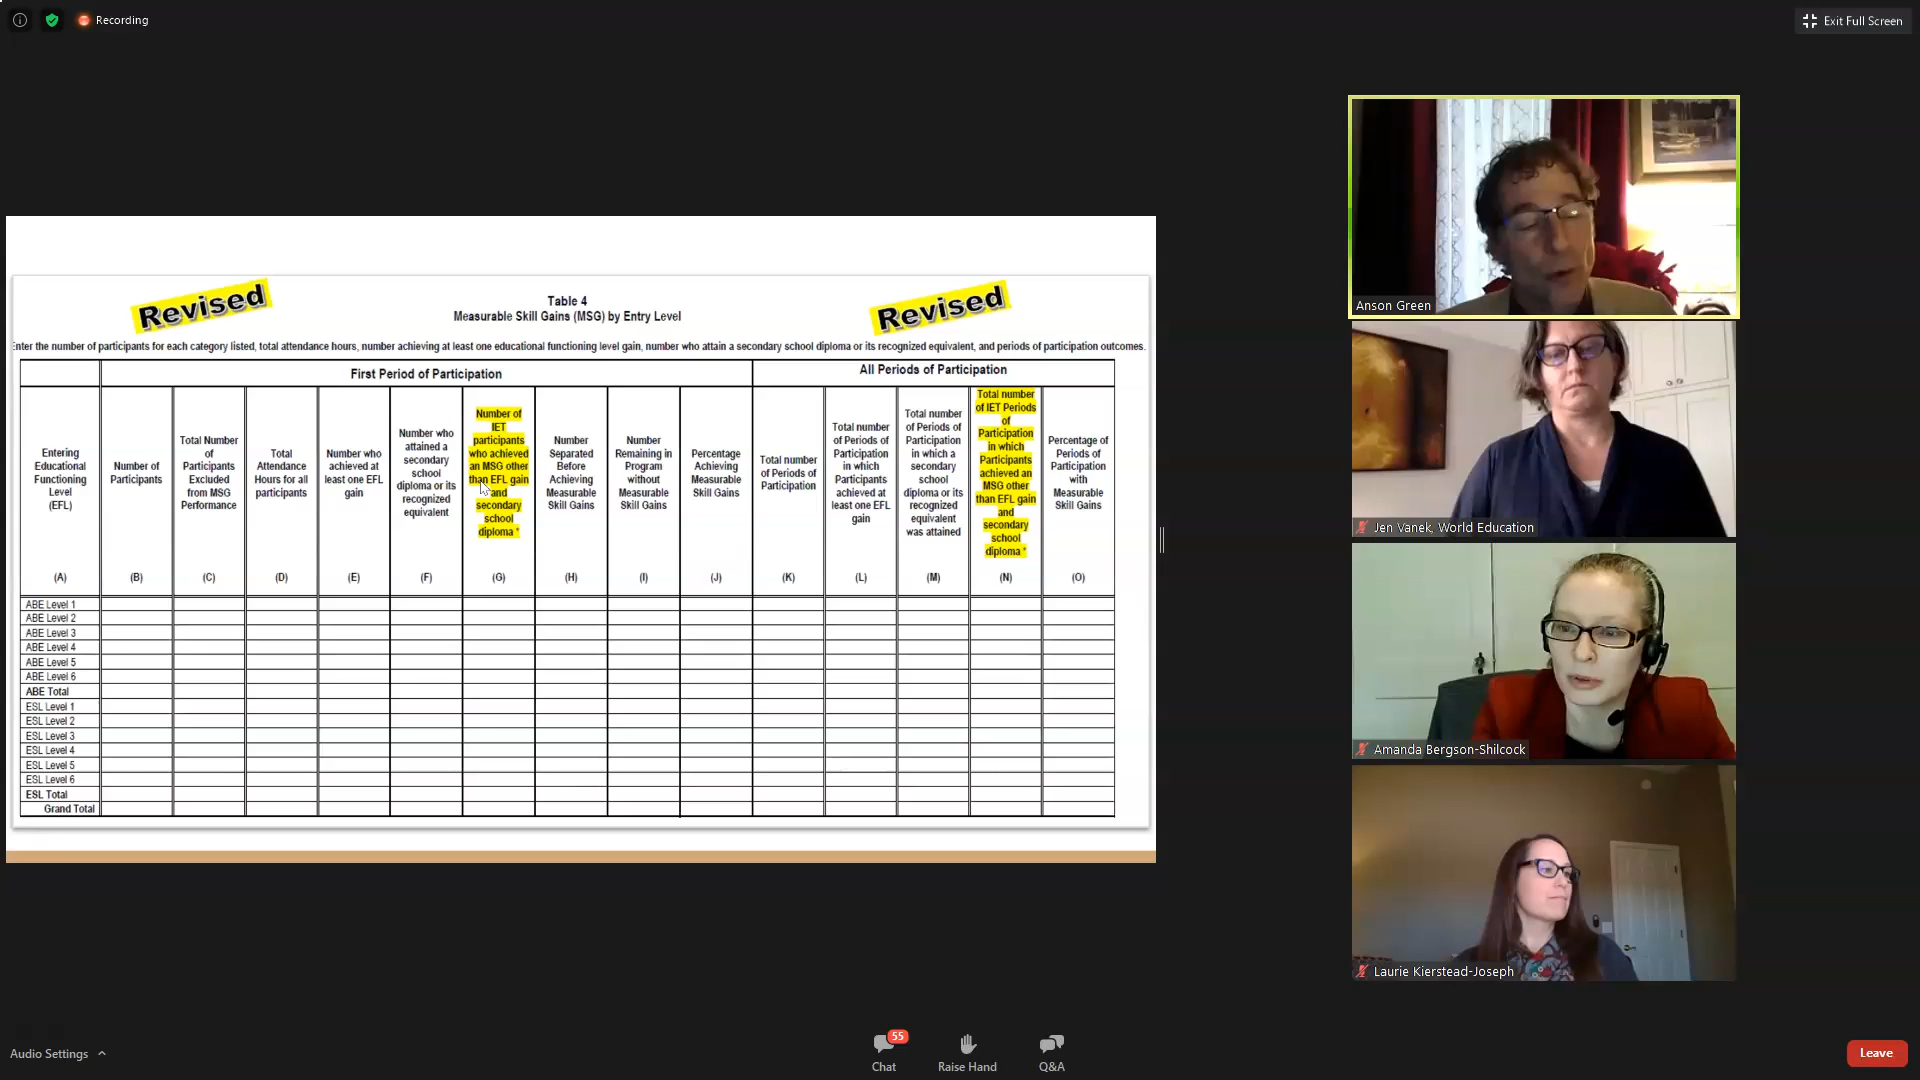 Recording
Exit Full Screen
Revised
Revised
Table 4
Measurable Skill Gains (MSG) by Entry Level
Enter the number of participants for each category listed, total attendance hours, number achieving at least one educational functioning level gain, number who attain a secondary school diploma or its recognized equivalent, and periods of participation outcomes.
First Period of Participation
All Periods of Participation
Entering
Educational
Functioning
Level
(EFL)
(A)
Number of
Participants
(B)
Total Number
of
Participants
Excluded
from MSG
Performance
(C)
Total
Attendance
Hours for all
participants
(D)
Number who
achieved at
least one EFL
gain
(E)
Number who
attained a
secondary
school
diploma or its
recognized
equivalent
(F)
Number of
IET
participants
who achieved
an MSG other
than EFL gain
and
secondary
school
diploma *
(G)
Number
Separated
Before
Achieving
Measurable
Skill Gains
(H)
Number
Remaining in
Program
without
Measurable
Skill Gains
(I)
Percentage
Achieving
Measurable
Skill Gains
(J)
Total number
of Periods of
Participation
(K)
Total number
of Periods of
Participation
in which
Participants
achieved at
least one EFL
gain
(L)
Total number
of Periods of
Participation
in which a
secondary
school
diploma or its
recognized
equivalent
was attained
(M)
Total number
of IET Periods
of
Participation
in which
Participants
achieved an
MSG other
than EFL gain
and
secondary
school
diploma *
(N)
Percentage of
Periods of
Participation
with
Measurable
Skill Gains
(O)
ABE Level 1
ABE Level 2
ABE Level 3
ABE Level 4
ABE Level 5
ABE Level 6
ABE Total
ESL Level 1
ESL Level 2
ESL Level 3
ESL Level 4
ESL Level 5
ESL Level 6
ESL Total
Grand Total
Anson Green
Jen Vanek, World Education
Amanda Bergson-Shilcock
Laurie Kierstead-Joseph
Audio Settings
55
Chat
Raise Hand
Q&A
Leave